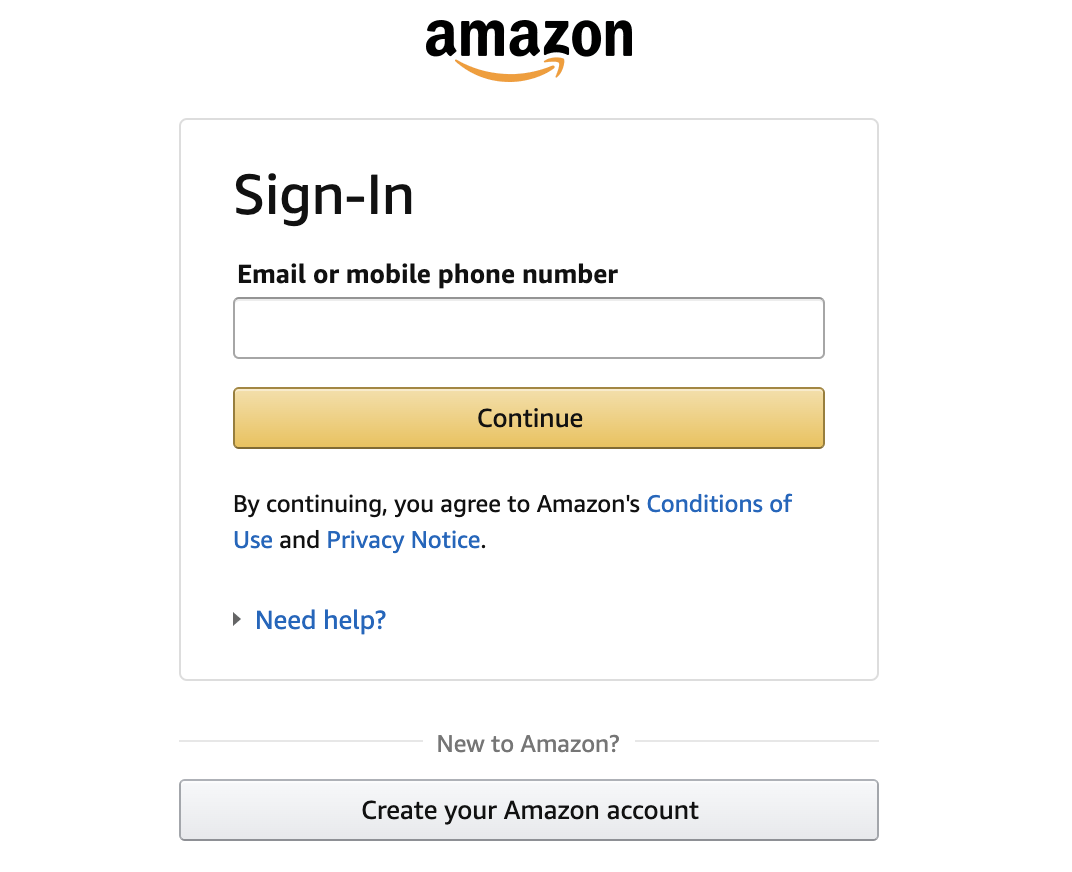 amazon
Sign-In
Email or mobile phone number
Continue
By continuing, you agree to Amazon's Conditions of
Use and Privacy Notice.
Need help?
New to Amazon?
Create your Amazon account